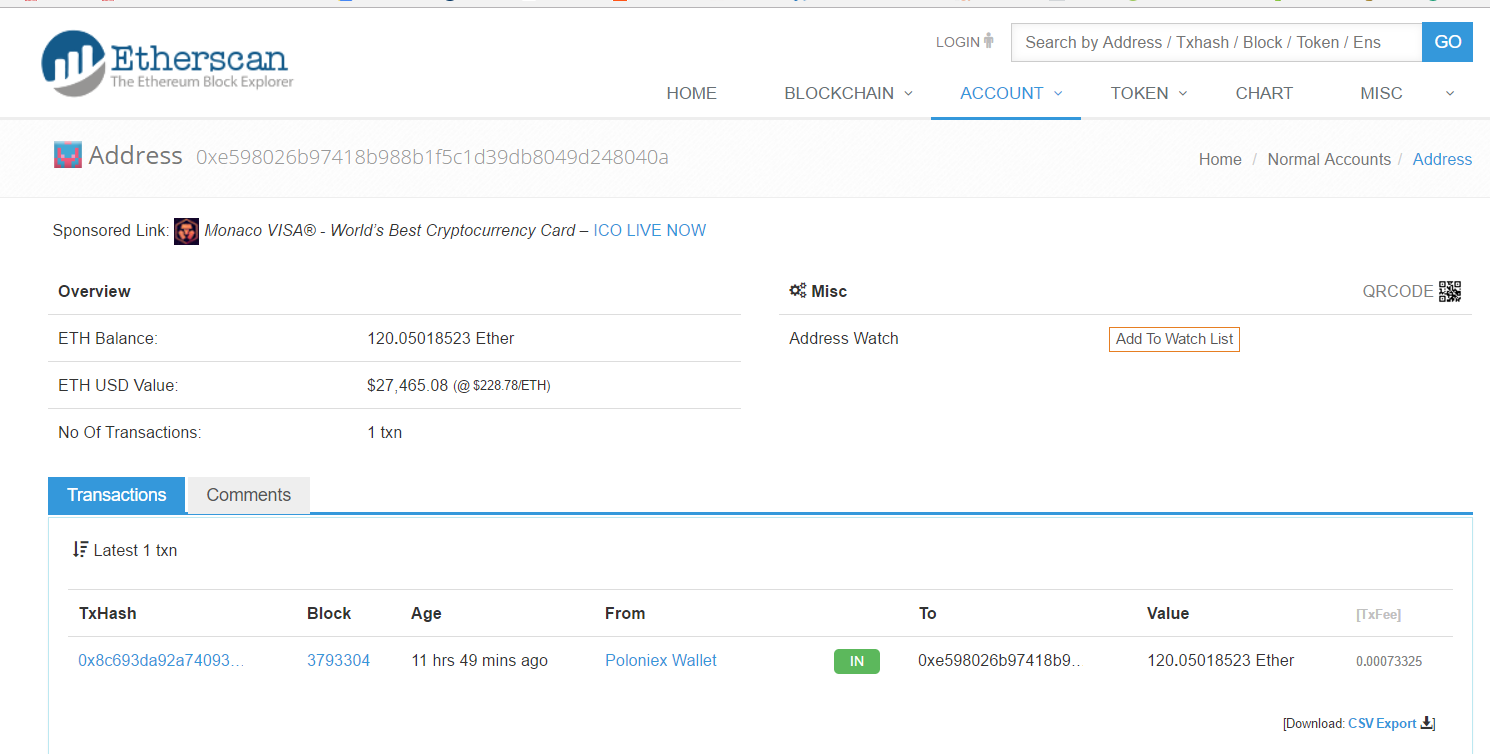 Etherscan
The Ethereum Block Explorer
LOGIN
Search by Address / Txhash / Block / Token / Ens
GO
HOME BLOCKCHAIN ACCOUNT TOKEN CHART MISC
Address 0xe598026b97418b988b1f5c1d39db8049d248040a
Home / Normal Accounts / Address
Sponsored Link: Monaco VISA® - World's Best Cryptocurrency Card – ICO LIVE NOW
Overview
ETH Balance: 120.05018523 Ether
ETH USD Value: $27,465.08 (@ $228.78/ETH)
No Of Transactions: 1 txn
Misc QRCODE
Address Watch Add To Watch List
Transactions Comments
Latest 1 txn
TxHash Block Age From To Value [TxFee]
0x8c693da92a74093... 3793304 11 hrs 49 mins ago Poloniex Wallet IN 0xe598026b97418b9.. 120.05018523 Ether 0.00073325
[Download: CSV Export ]